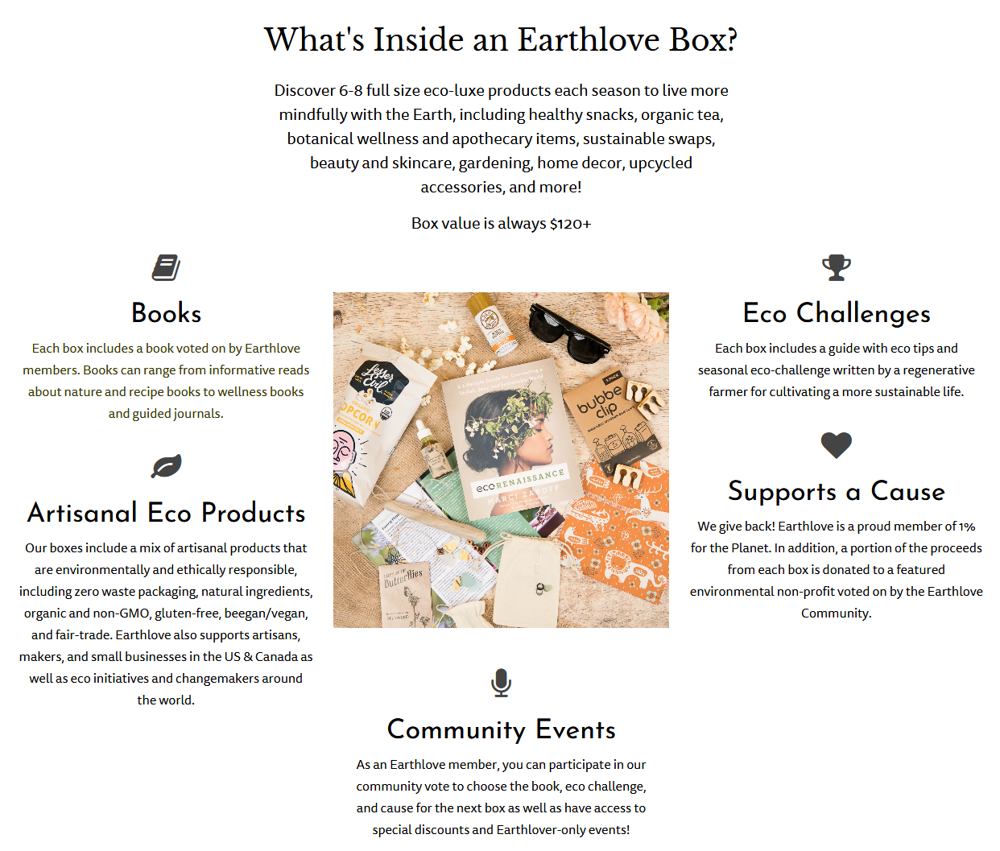 What's Inside an Earthlove Box?
Discover 6-8 full size eco-luxe products each season to live more
mindfully with the Earth, including healthy snacks, organic tea,
botanical wellness and apothecary items, sustainable swaps,
beauty and skincare, gardening, home decor, upcycled
accessories, and more!
Box value is always $120+
Books
Each box includes a book voted on by Earthlove
members. Books can range from informative reads
about nature and recipe books to wellness books
and guided journals.
Artisanal Eco Products
Our boxes include a mix of artisanal products that
are environmentally and ethically responsible,
including zero waste packaging, natural ingredients,
organic and non-GMO, gluten-free, beegan/vegan,
and fair-trade. Earthlove also supports artisans,
makers, and small businesses in the US & Canada as
well as eco initiatives and changemakers around
the world.
Lesser
Evil
ORGANIC
POPCORN
A Lifestyle Guide for Cocreating a
Stylish, Sexy, and Sustainable World
ecoRENAISSANCE
MARCI ZAROFF
bubbe
clip
Butterflies
Eco Challenges
Each box includes a guide with eco tips and
seasonal eco-challenge written by a regenerative
farmer for cultivating a more sustainable life.
Supports a Cause
We give back! Earthlove is a proud member of 1%
for the Planet. In addition, a portion of the proceeds
from each box is donated to a featured
environmental non-profit voted on by the Earthlove
Community.
Community Events
As an Earthlove member, you can participate in our
community vote to choose the book, eco challenge,
and cause for the next box as well as have access to
special discounts and Earthlover-only events!